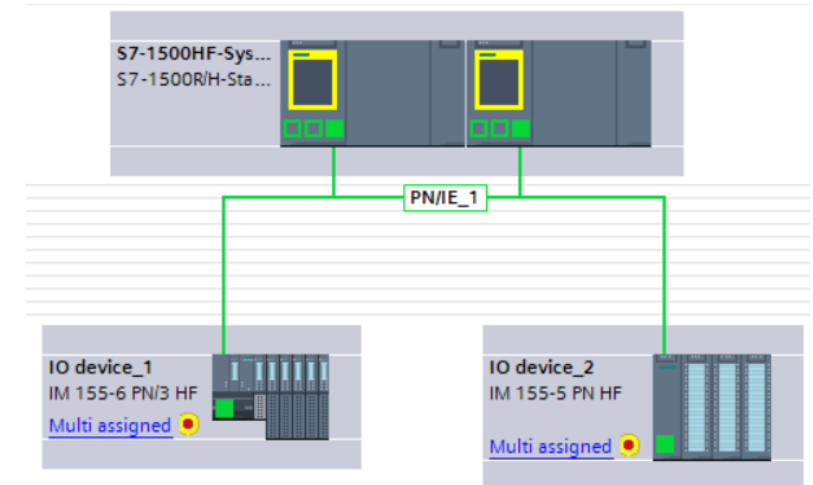 S7-1500HF-Sys...
S7-1500R/H-Sta...
PN/IE_1
IO device_1
IM 155-6 PN/3 HF
Multi assigned
IO device_2
IM 155-5 PN HF
Multi assigned